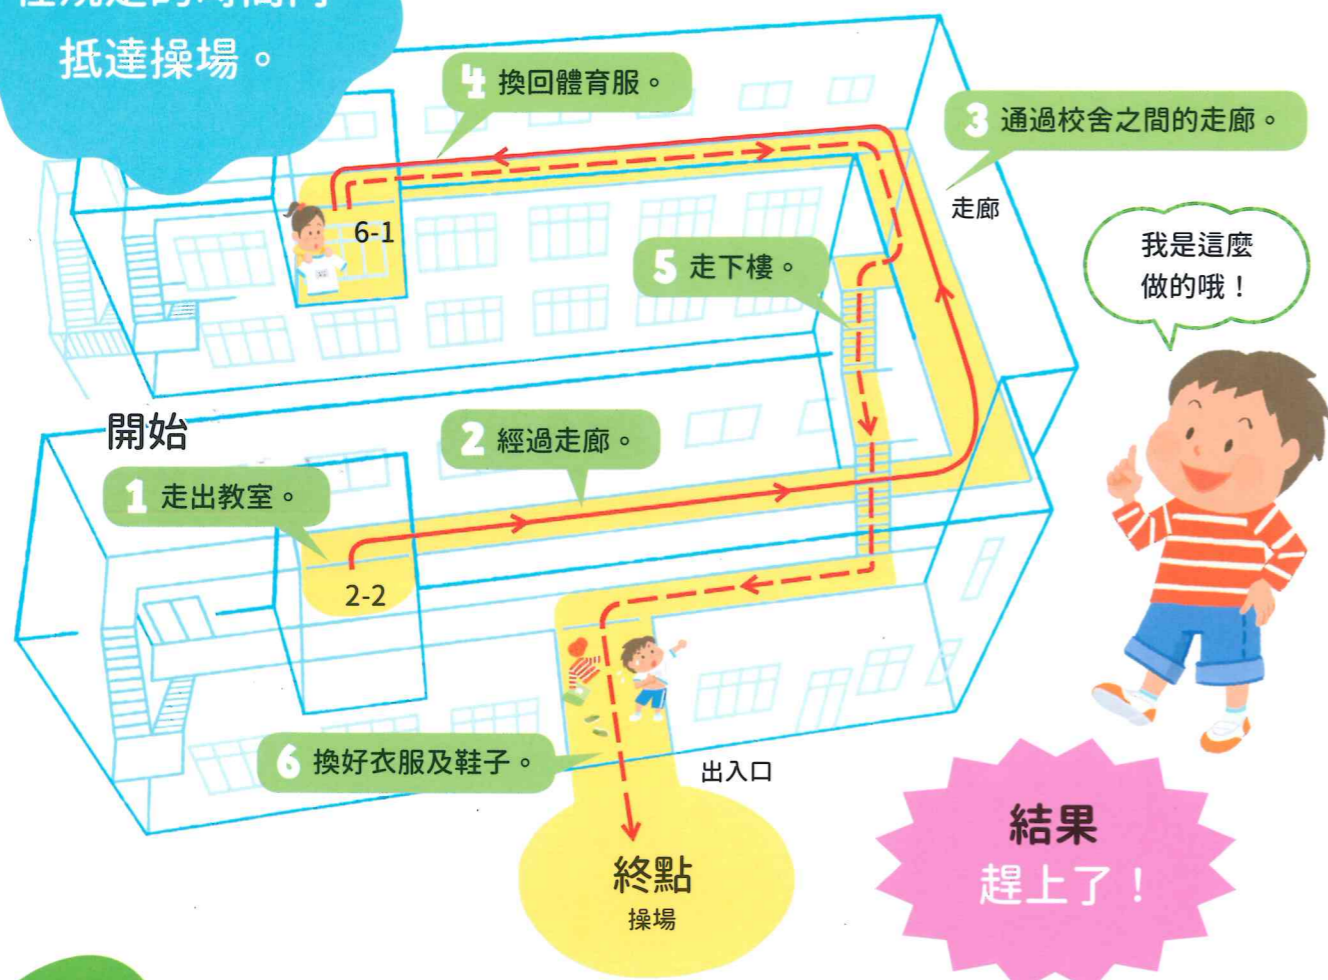 抵達操場。
4 換回體育服。
3 通過校舍之間的走廊。
走廊
6-1
5 走下樓。
我是這麼
做的哦！
開始
2 經過走廊。
1 走出教室。
2-2
6 換好衣服及鞋子。
出入口
終點
操場
結果
趕上了！